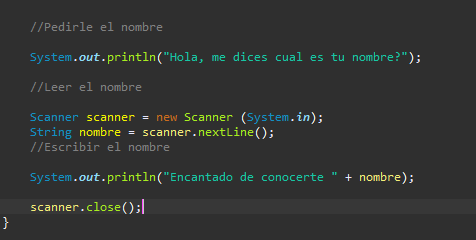 //Pedirle el nombre
System.out.println("Hola, me dices cual es tu nombre?");
//Leer el nombre
Scanner scanner = new Scanner (System.in);
String nombre = scanner.nextLine();
//Escribir el nombre
System.out.println("Encantado de conocerte " + nombre);
scanner.close();
}